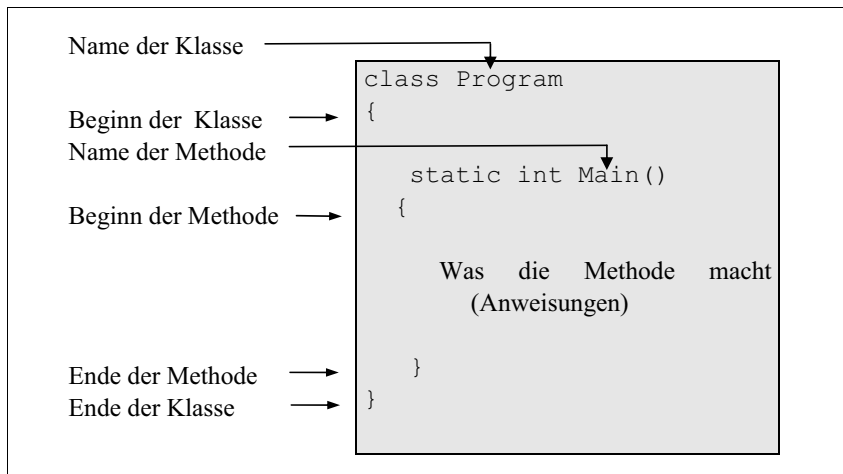 Name der Klasse
class Program
Beginn der Klasse
{
Name der Methode
static int Main()
Beginn der Methode
{
Was die Methode macht
(Anweisungen)
Ende der Methode
}
Ende der Klasse
}